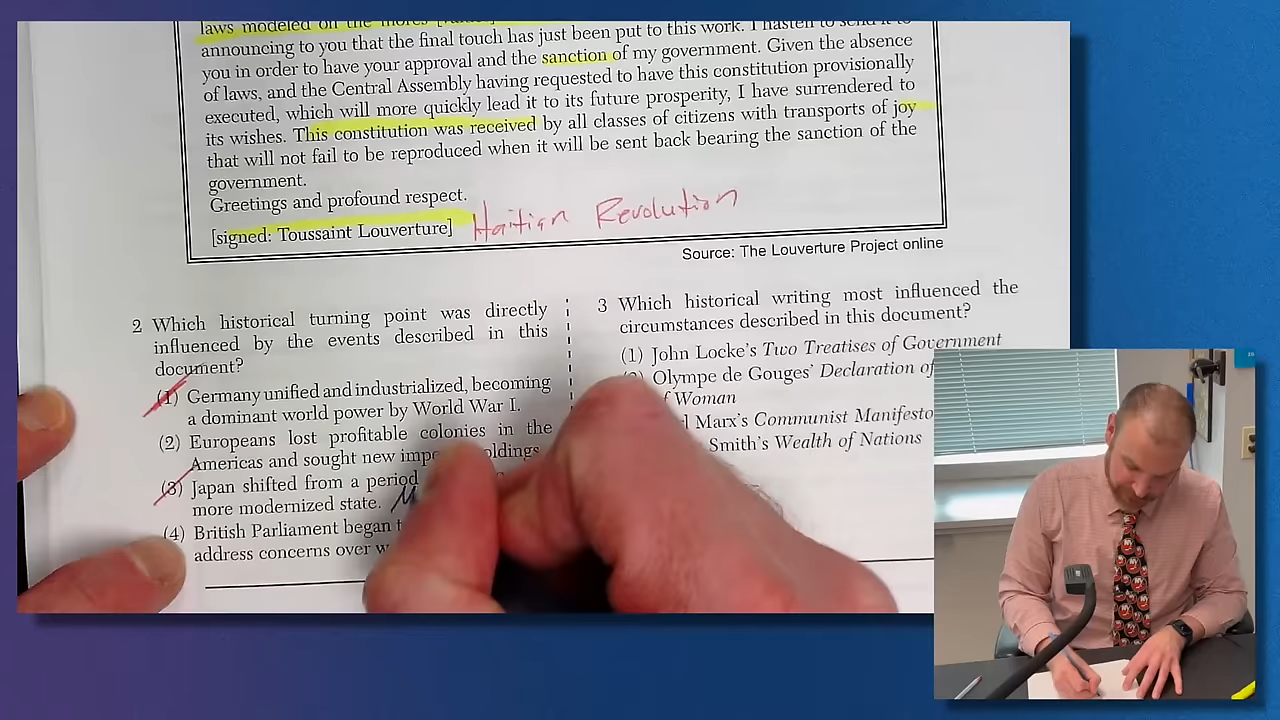 laws modeled on the mores
announcing to you that the final touch has just been put to this work. I hasten to send it to
you in order to have your approval and the sanction of my government. Given the absence
of laws, and the Central Assembly having requested to have this constitution provisionally
executed, which will more quickly lead it to its future prosperity, I have surrendered to
its wishes. This constitution was received by all classes of citizens with transports of joy
that will not fail to be reproduced when it will be sent back bearing the sanction of the
government.
Greetings and profound respect.
[signed: Toussaint Louverture] Haitian Revolution
Source: The Louverture Project online
2 Which historical turning point was directly
influenced by the events described in this
document?
(1) Germany unified and industrialized, becoming
a dominant world power by World War I.
(2) Europeans lost profitable colonies in the
Americas and sought new
(3) Japan shifted from a period
more modernized state.
(4) British Parliament began
address concerns over
3 Which historical writing most influenced the
circumstances described in this document?
(1) John Locke's Two Treatises of Government
Olympe de Gouges' Declaration of
Woman
Marx's Communist Manifesto
Smith's Wealth of Nations